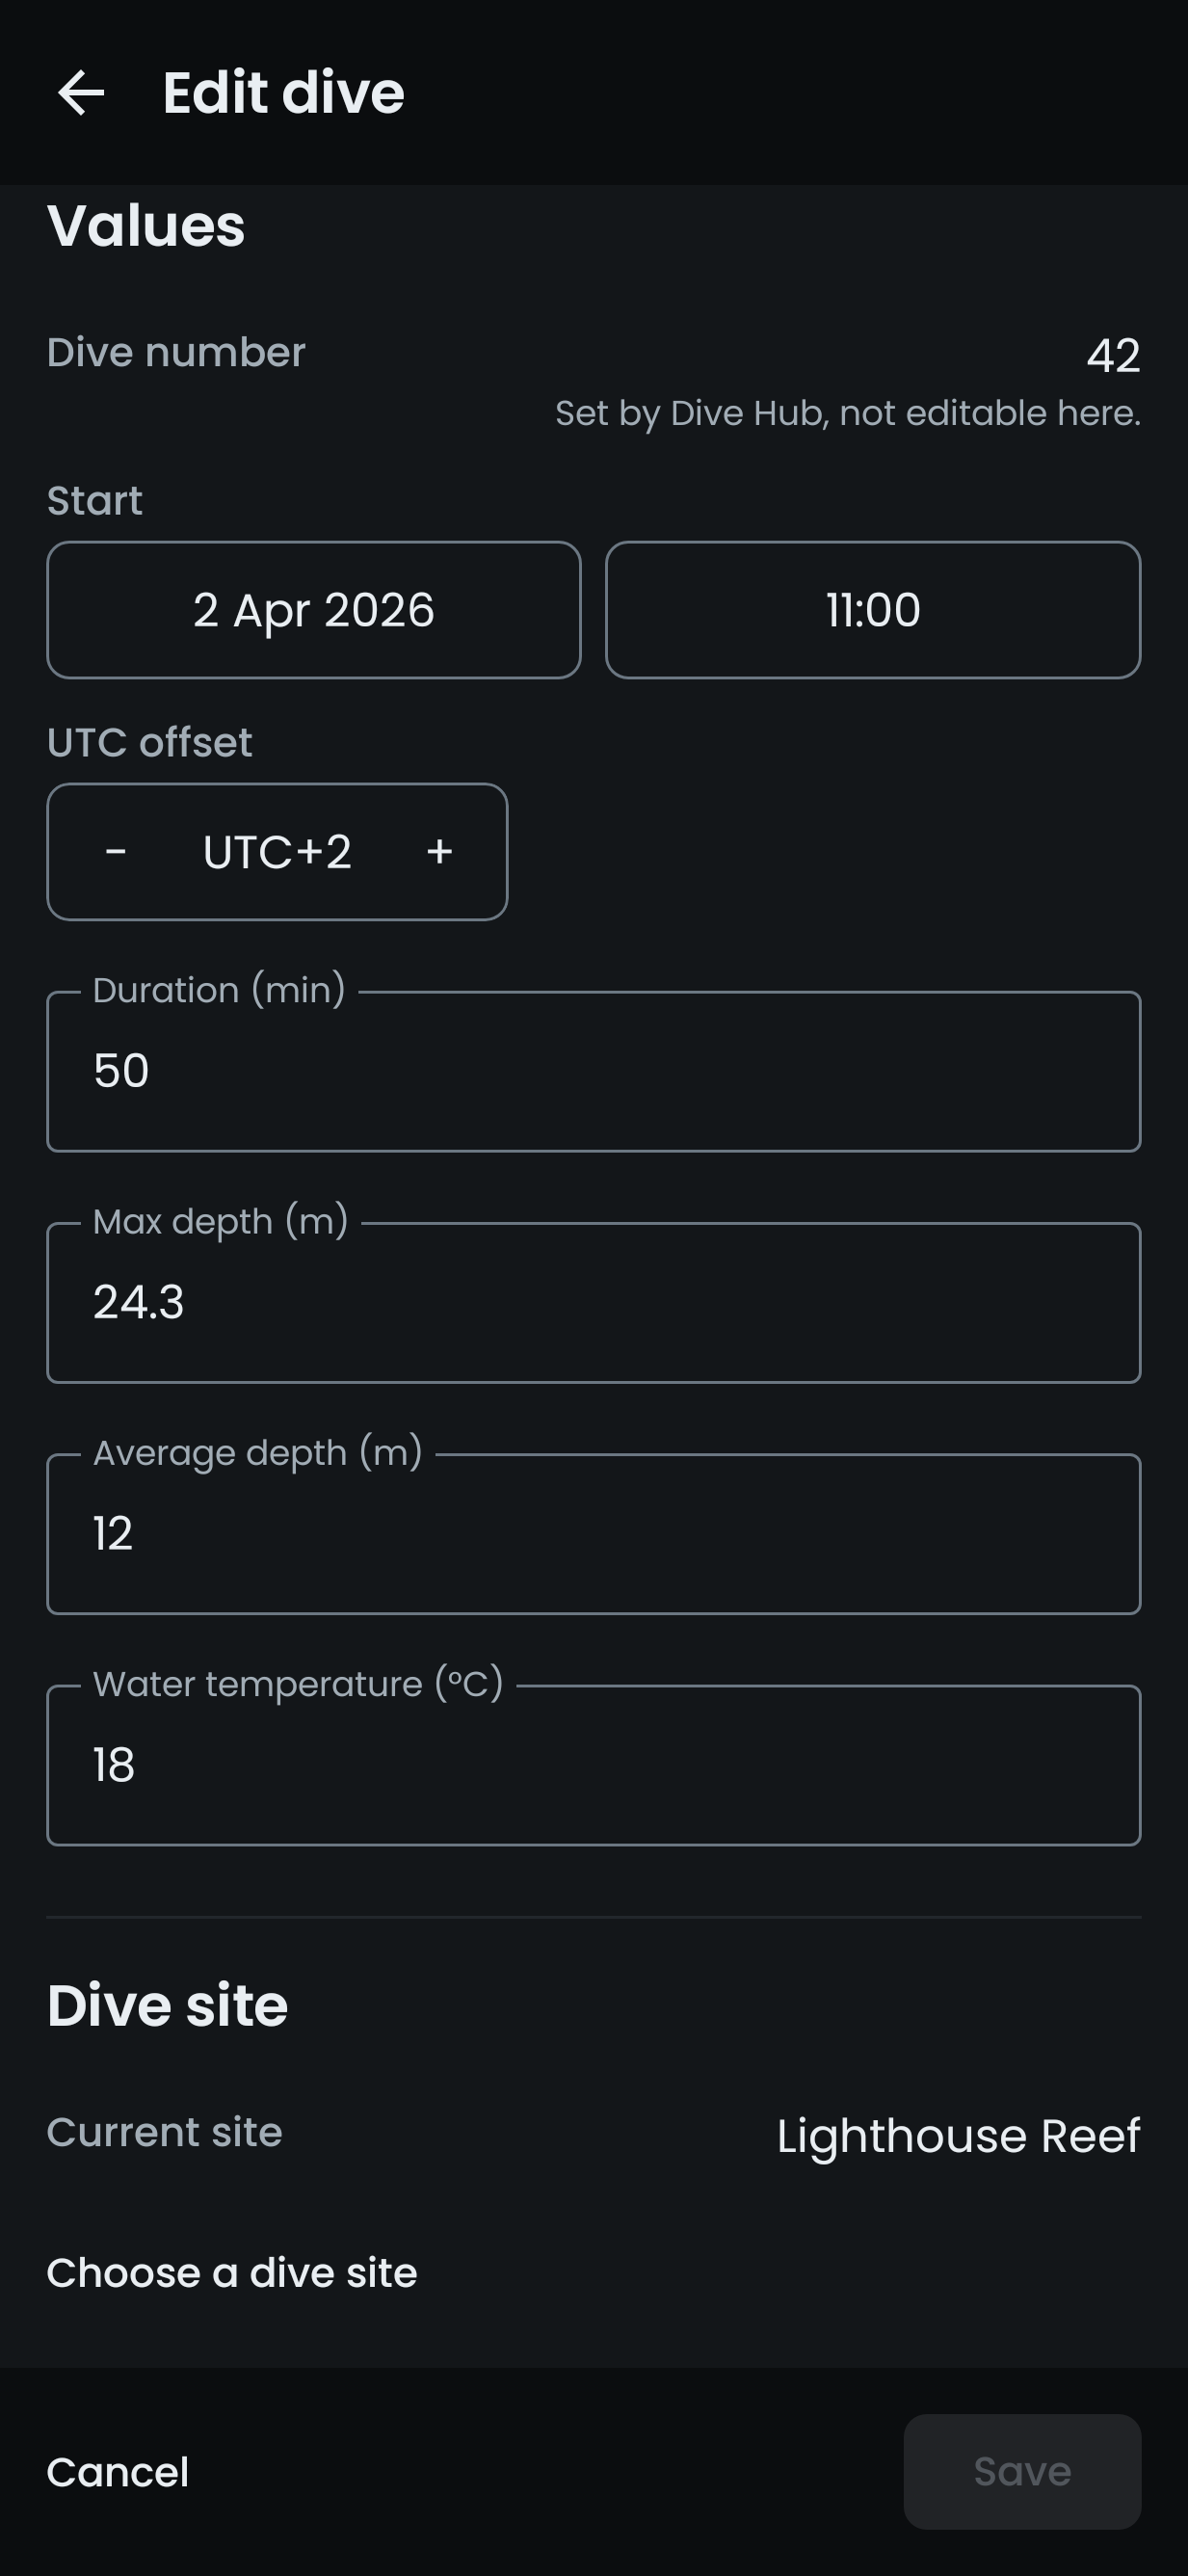 Edit dive
Values
Dive number
42
Set by Dive Hub, not editable here.
Start
2 Apr 2026
11:00
UTC offset
- UTC+2 +
Duration (min)
50
Max depth (m)
24.3
Average depth (m)
12
Water temperature (°C)
18
Dive site
Current site
Lighthouse Reef
Choose a dive site
Cancel
Save